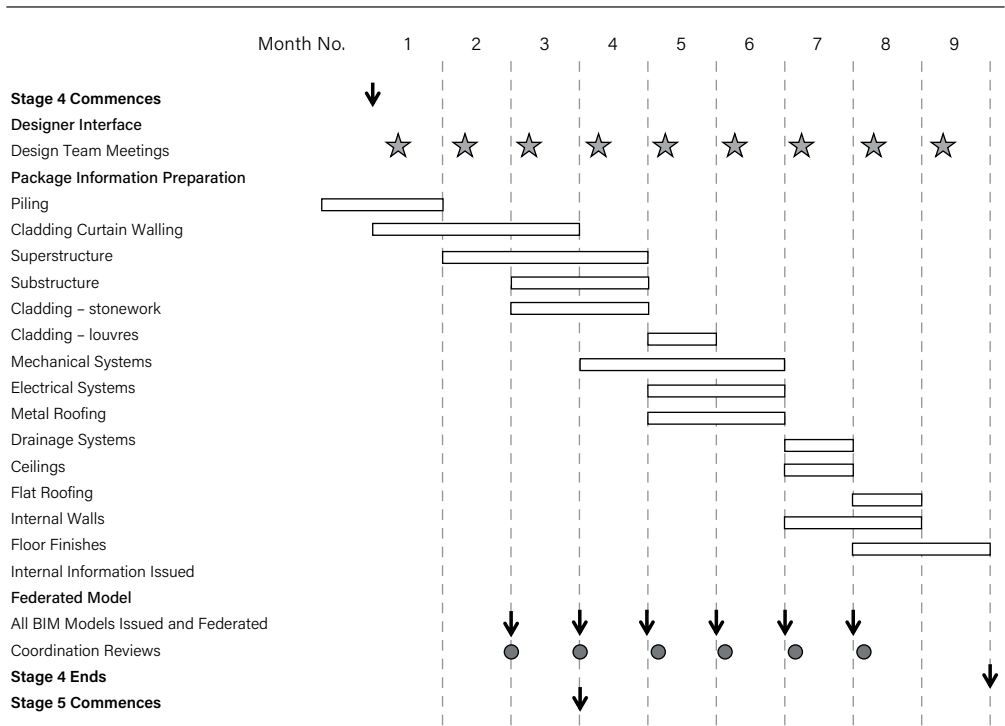 Month No. 1 2 3 4 5 6 7 8 9
Stage 4 Commences
Designer Interface
Design Team Meetings
Package Information Preparation
Piling
Cladding Curtain Walling
Superstructure
Substructure
Cladding – stonework
Cladding – louvres
Mechanical Systems
Electrical Systems
Metal Roofing
Drainage Systems
Ceilings
Flat Roofing
Internal Walls
Floor Finishes
Internal Information Issued
Federated Model
All BIM Models Issued and Federated
Coordination Reviews
Stage 4 Ends
Stage 5 Commences